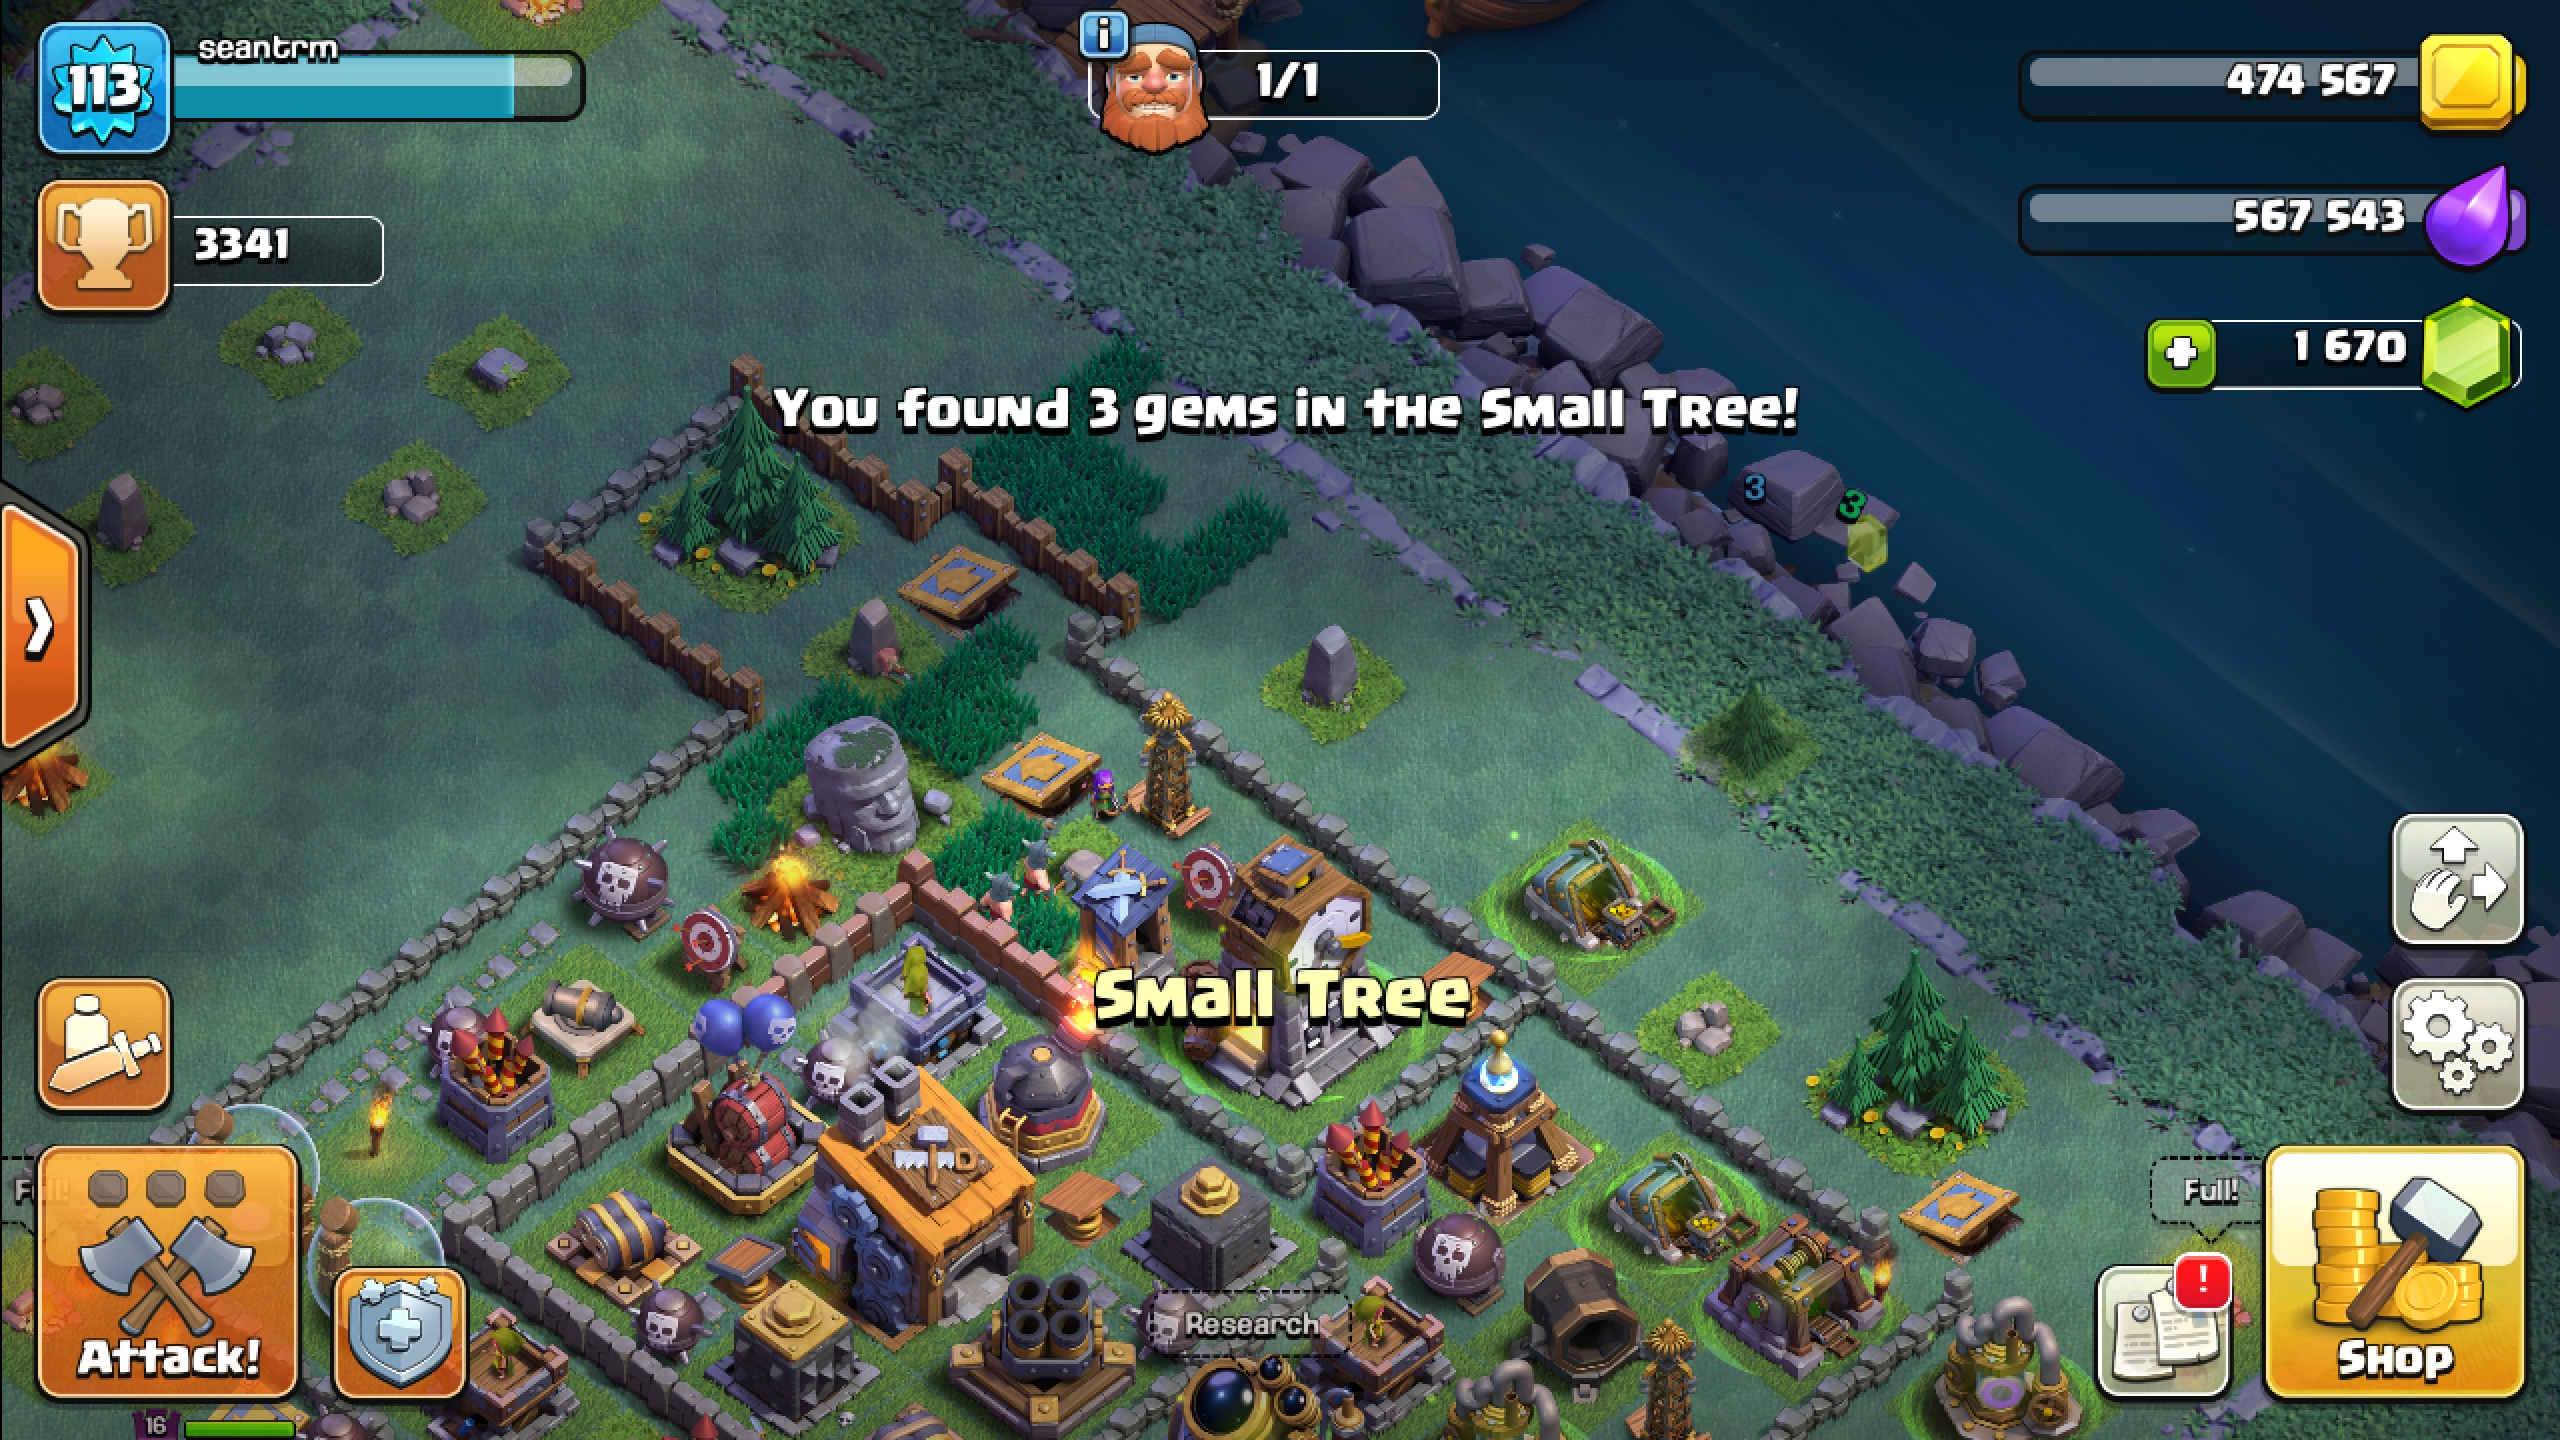 113
seantrm
i
1/1
474 567
3341
567 543
1 670
You found 3 gems in the Small Tree!
3
3
Small Tree
Full!
Research
!
Attack!
Shop
16